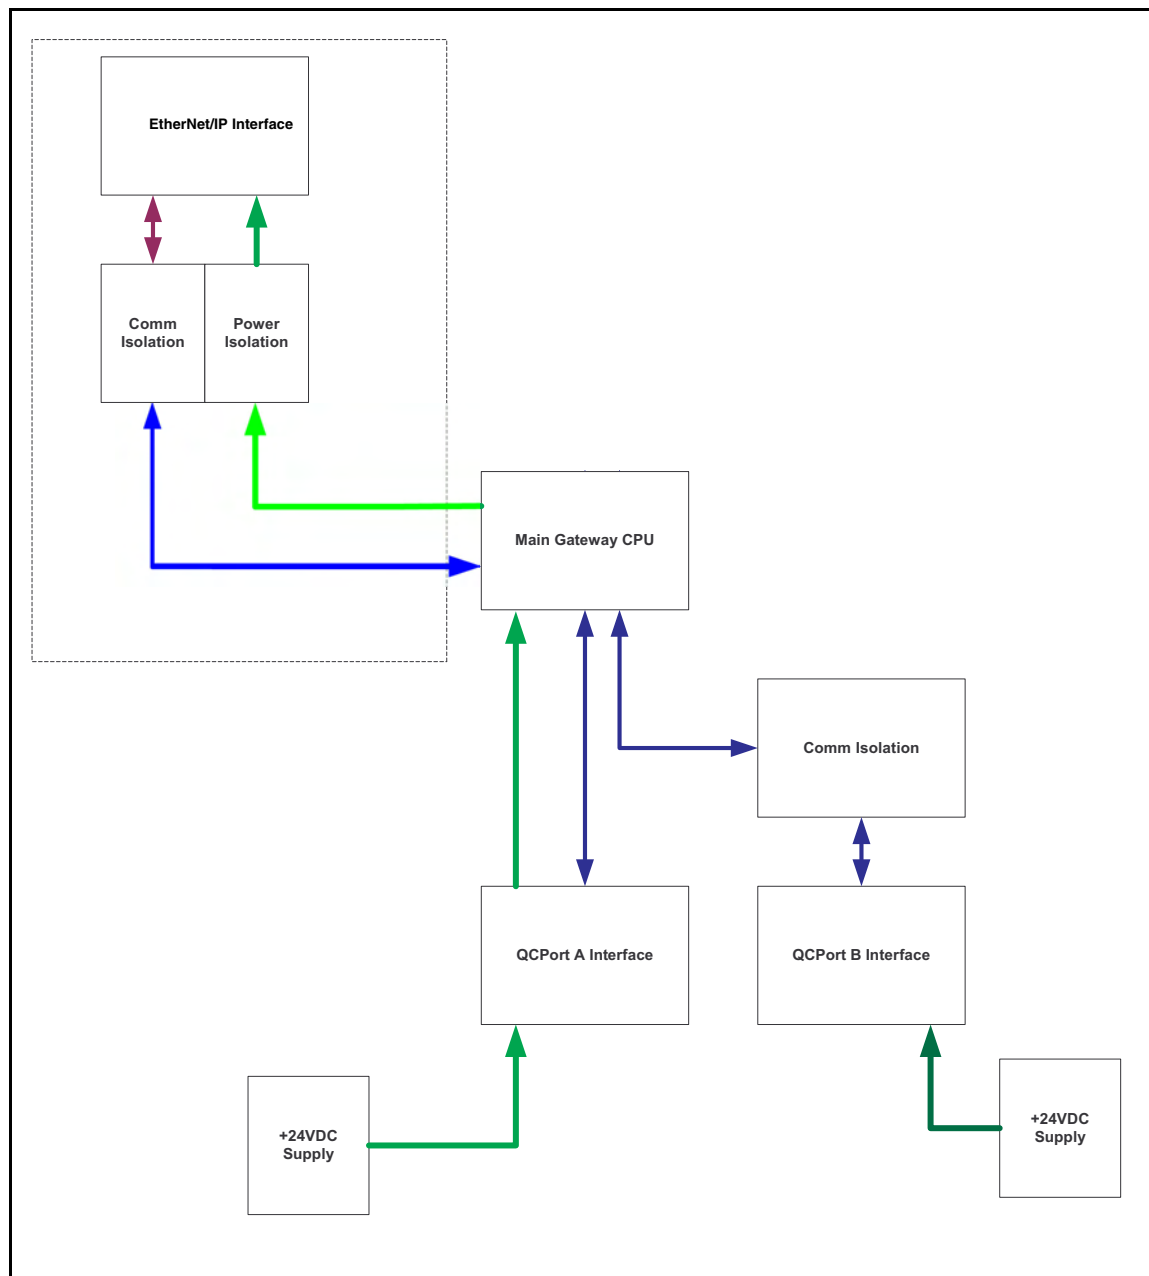 EtherNet/IP Interface
Comm
Isolation
Power
Isolation
Main Gateway CPU
Comm Isolation
QCPort A Interface
QCPort B Interface
+24VDC
Supply
+24VDC
Supply